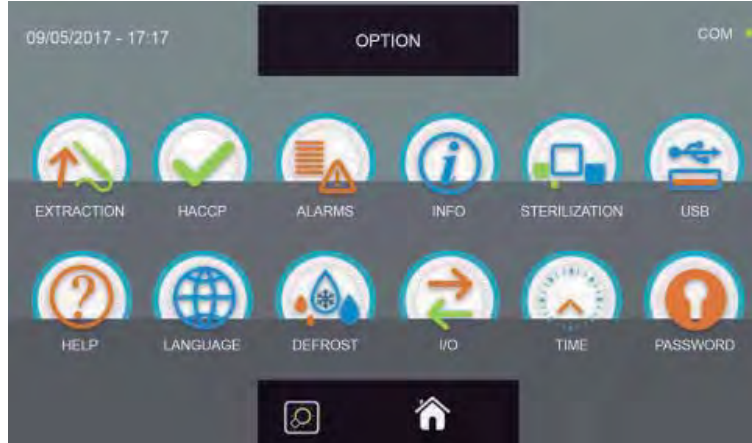 09/05/2017 - 17:17
OPTION
COM
EXTRACTION
HACCP
ALARMS
INFO
STERILIZATION
USB
HELP
LANGUAGE
DEFROST
I/O
TIME
PASSWORD